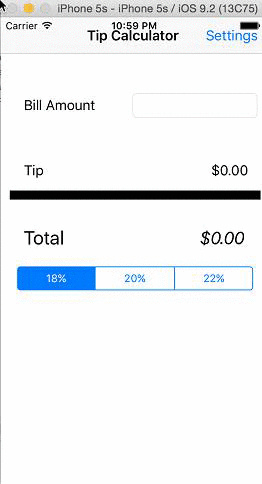 iPhone 5s - iPhone 5s / iOS 9.2 (13C75)
Carrier 10:59 PM
Tip Calculator Settings
Bill Amount
Tip $0.00
Total $0.00
18% 20% 22%